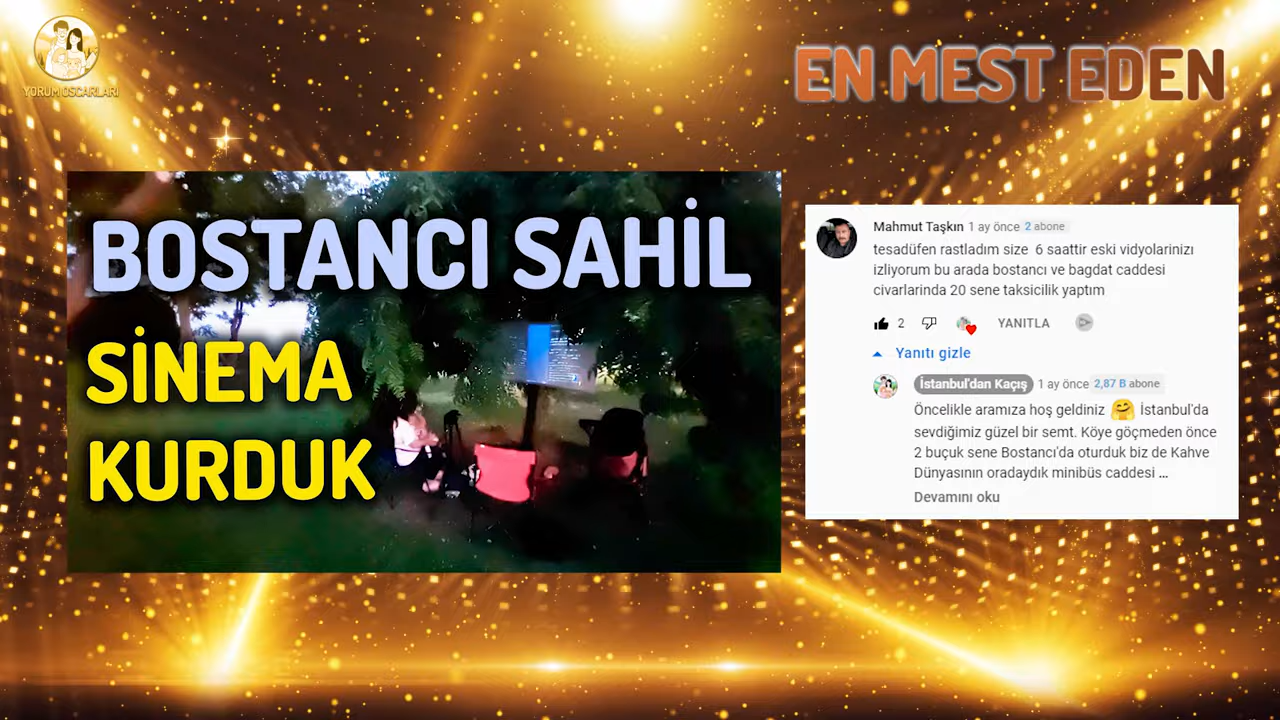 YORUM OSCARLARI
EN MEST EDEN
BOSTANCI SAHİL
SİNEMA
KURDUK
Mahmut Taşkın 1 ay önce 2 abone
tesadüfen rastladım size 6 saattir eski vidyolarinizı
izliyorum bu arada bostancı ve bagdat caddesi
civarlarinda 20 sene taksicilik yaptım
2 YANITLA
Yanıtı gizle
İstanbul'dan Kaçış 1 ay önce 2,87 B abone
Öncelikle aramıza hoş geldiniz 🤗 İstanbul'da
sevdiğimiz güzel bir semt. Köye göçmeden önce
2 buçuk sene Bostancı'da oturduk biz de Kahve
Dünyasının oradaydık minibüs caddesi ...
Devamını oku